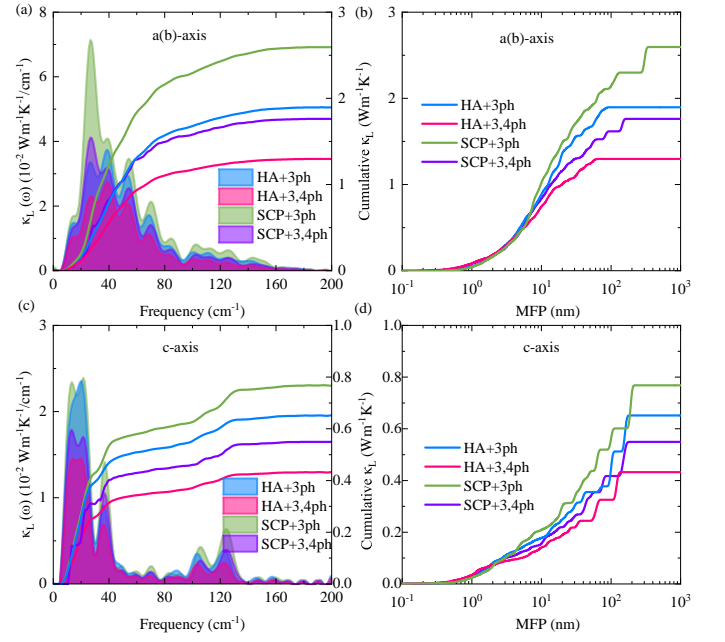 (a)
a(b)-axis
κL (ω) (10-2 Wm-1K-1/cm-1)
8
6
4
2
0
3
2
1
0
HA+3ph
HA+3,4ph
SCP+3ph
SCP+3,4ph
0 40 80 120 160 200
Frequency (cm-1)
(b)
a(b)-axis
Cumulative κL (Wm-1K-1)
3
2
1
0
HA+3ph
HA+3,4ph
SCP+3ph
SCP+3,4ph
10-1 100 101 102 103
MFP (nm)
(c)
c-axis
κL (ω) (10-2 Wm-1K-1/cm-1)
3
2
1
0
1.0
0.8
0.6
0.4
0.2
0.0
HA+3ph
HA+3,4ph
SCP+3ph
SCP+3,4ph
0 40 80 120 160 200
Frequency (cm-1)
(d)
c-axis
Cumulative κL (Wm-1K-1)
1.0
0.8
0.6
0.4
0.2
0.0
HA+3ph
HA+3,4ph
SCP+3ph
SCP+3,4ph
10-1 100 101 102 103
MFP (nm)